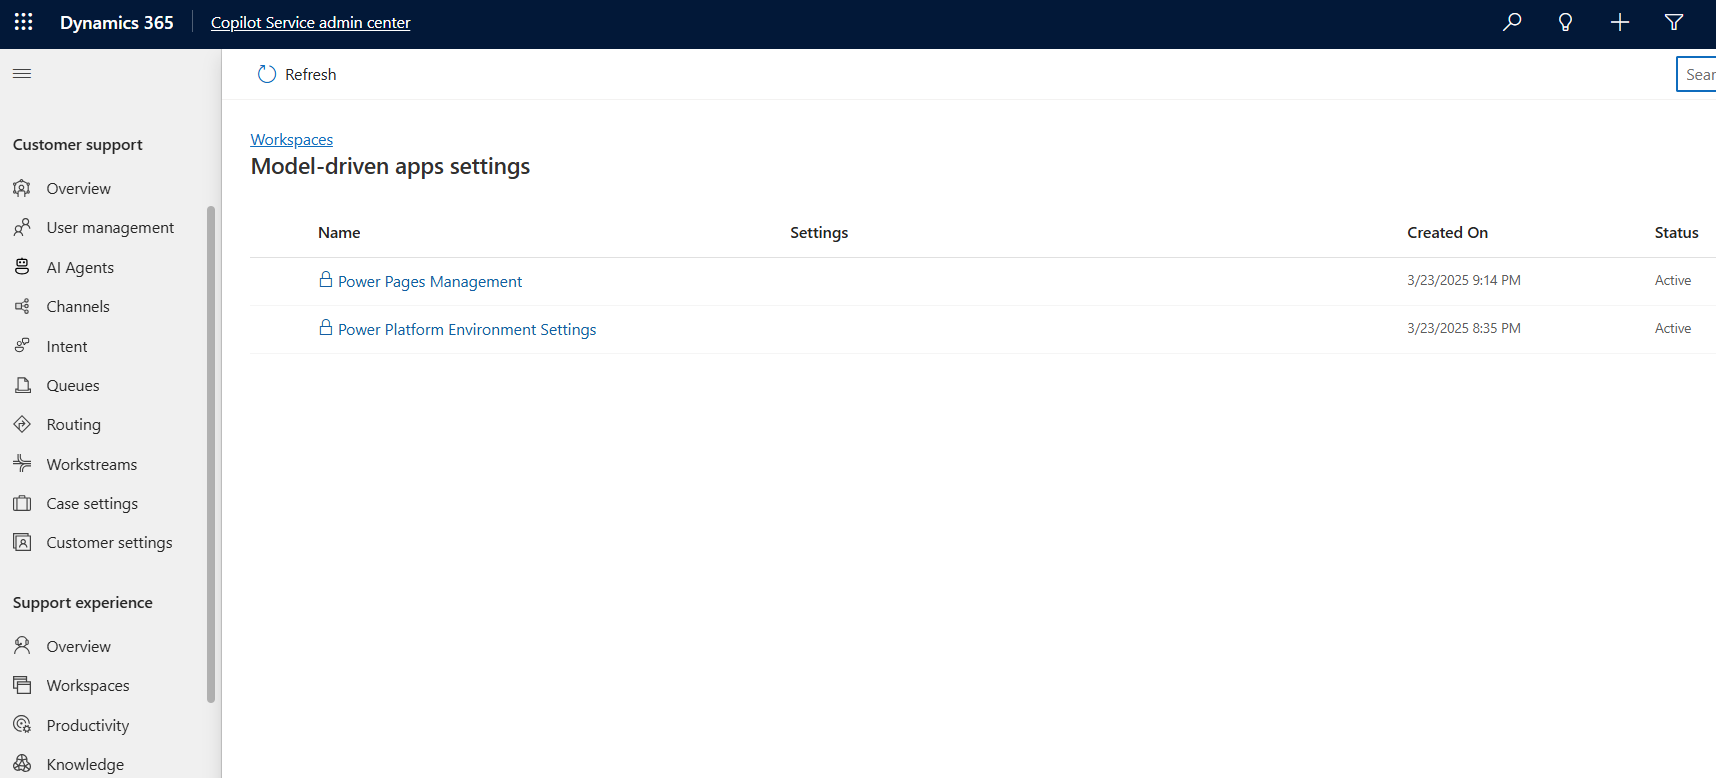 Dynamics 365
Copilot Service admin center
Refresh
Sear
Customer support
Overview
User management
AI Agents
Channels
Intent
Queues
Routing
Workstreams
Case settings
Customer settings
Support experience
Overview
Workspaces
Productivity
Knowledge
Workspaces
Model-driven apps settings
Name Settings Created On Status
Power Pages Management 3/23/2025 9:14 PM Active
Power Platform Environment Settings 3/23/2025 8:35 PM Active